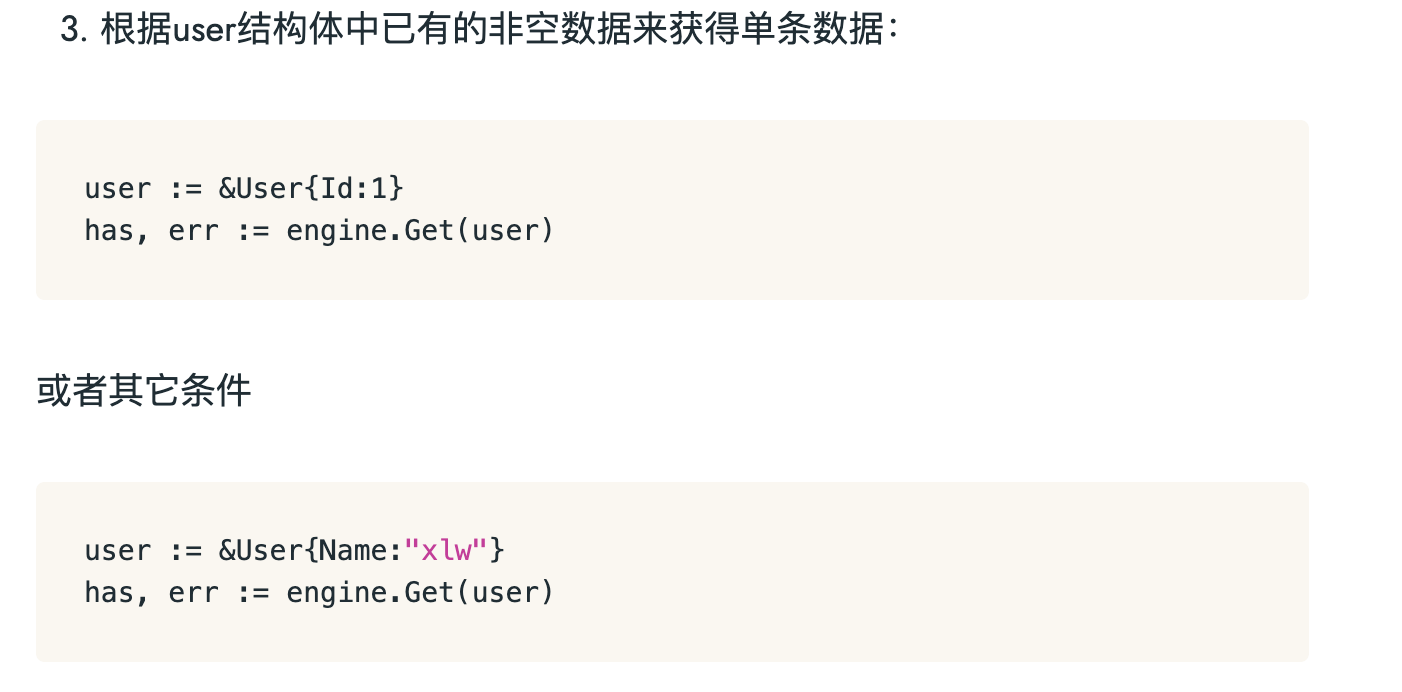 3. 根据user结构体中已有的非空数据来获得单条数据：
user := &User{Id:1}
has, err := engine.Get(user)
或者其它条件
user := &User{Name:"xlw"}
has, err := engine.Get(user)